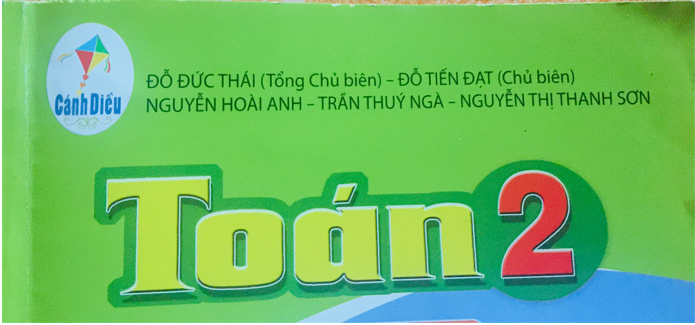 Cánh Diều
ĐỖ ĐỨC THÁI (Tổng Chủ biên) – ĐỖ TIẾN ĐẠT (Chủ biên)
NGUYỄN HOÀI ANH – TRẦN THUÝ NGÀ – NGUYỄN THỊ THANH SƠN
Toán 2